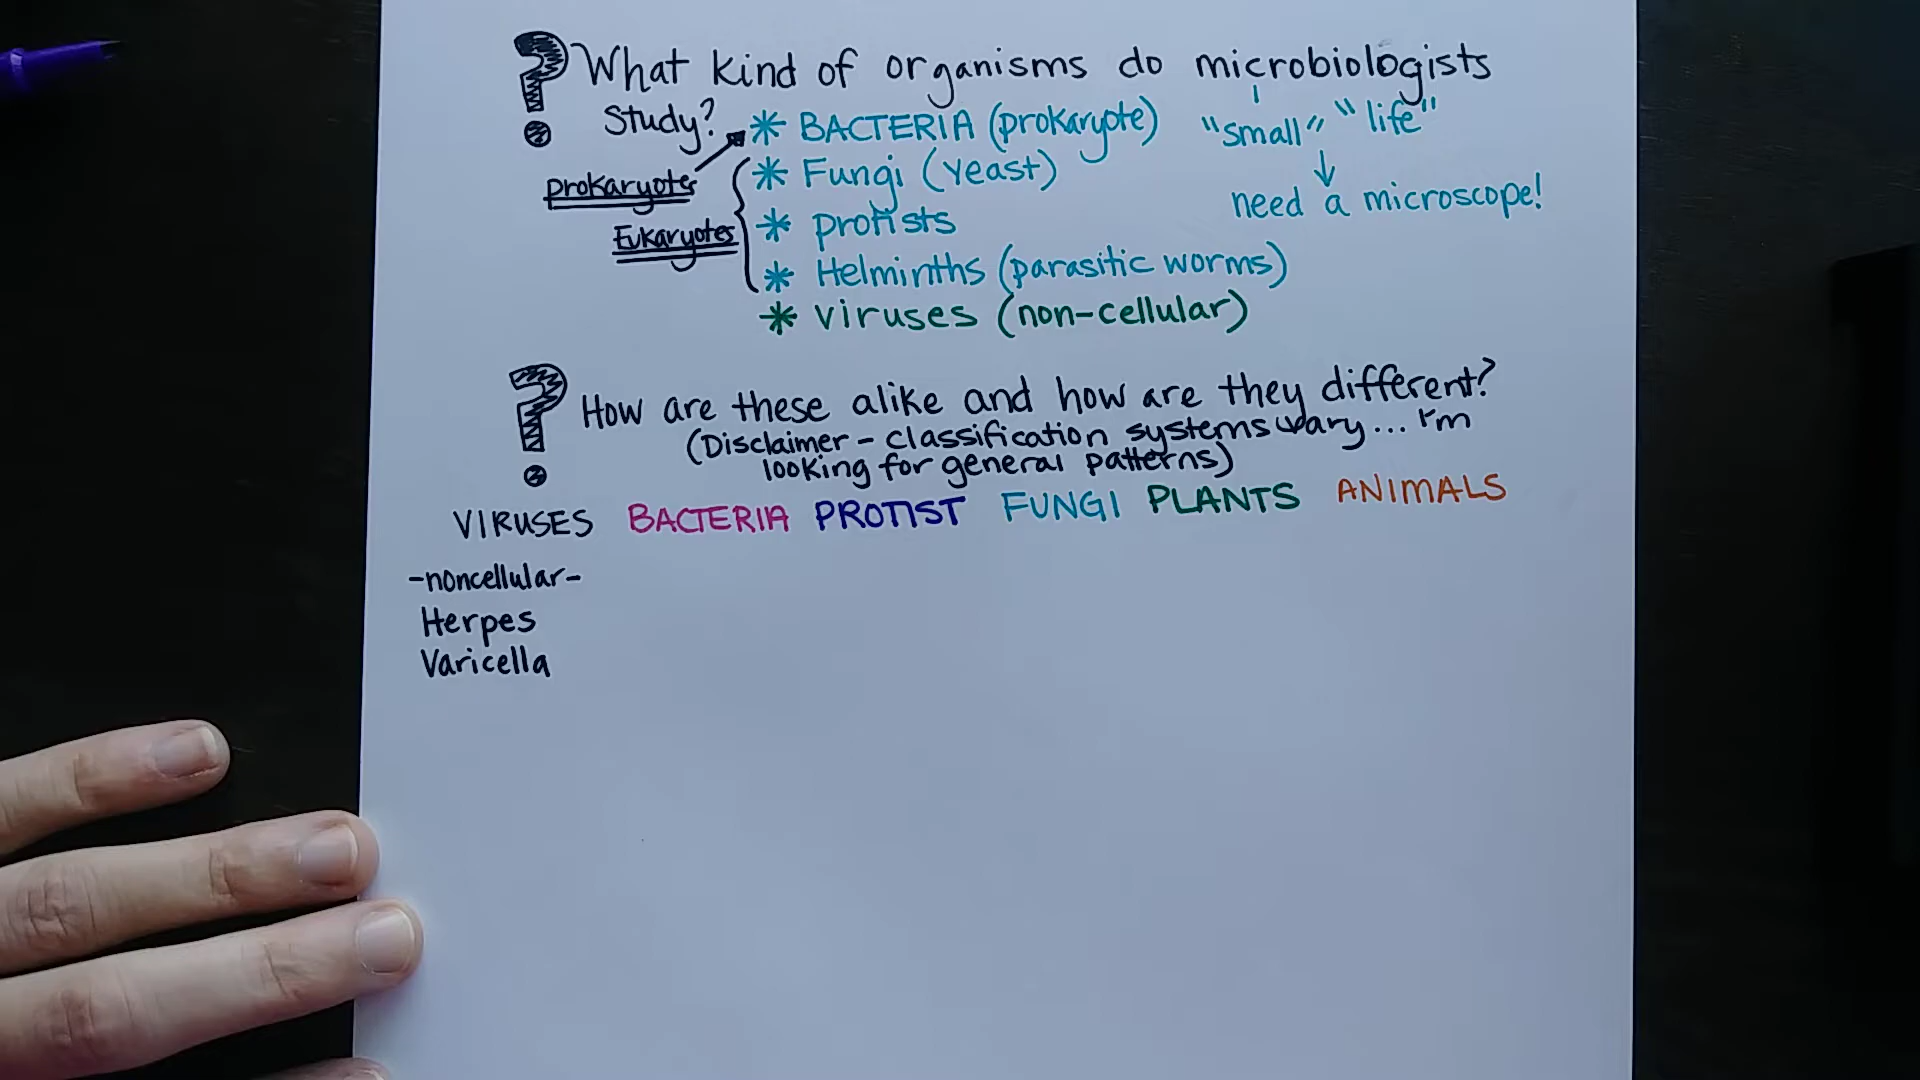 ? What kind of organisms do microbiologists
study? * BACTERIA (prokaryote) "small" "life"
prokaryotes * Fungi (yeast) need a microscope!
Eukaryotes * protists
* Helminths (parasitic worms)
* Viruses (non-cellular)
? How are these alike and how are they different?
(Disclaimer - classification systems vary... I'm
looking for general patterns)
VIRUSES BACTERIA PROTIST FUNGI PLANTS ANIMALS
-noncellular-
Herpes
Varicella